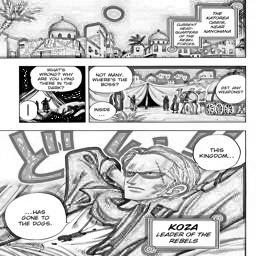 THE
KATOREA
OASIS,
NEAR
NANOHANA
CURRENT
HEAD-
QUARTERS
OF THE
REBEL
FORCES.
WHAT'S
WRONG? WHY
ARE YOU LYING
THERE IN THE
DARK?
NOT MANY.
WHERE'S THE
BOSS?
INSIDE...
GET ANY
WEAPONS?
THIS
KINGDOM...
...HAS
GONE TO
THE DOGS.
KOZA
LEADER OF THE
REBELS